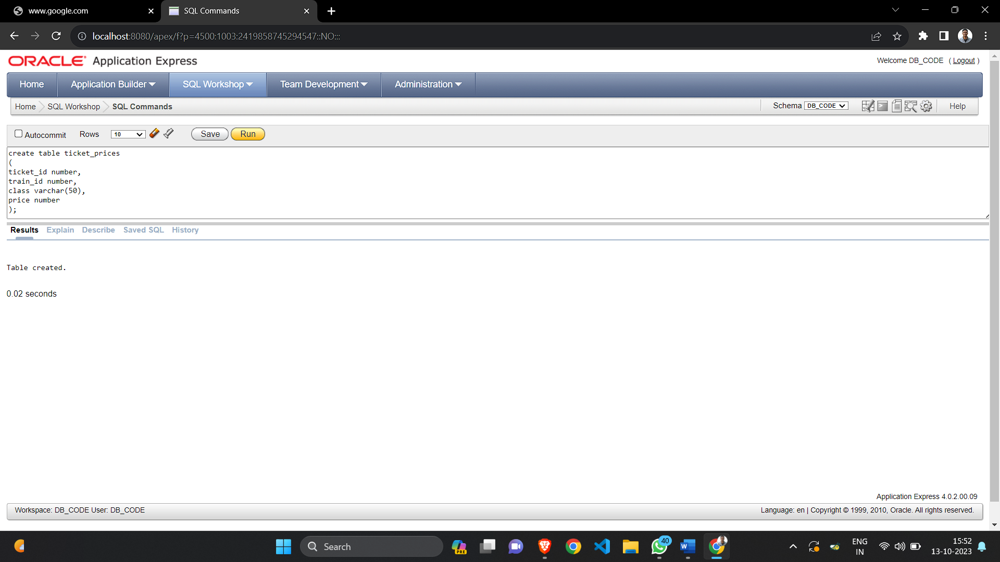 www.google.com
SQL Commands
localhost:8080/apex/f?p=4500:1003:2419858745294547::NO:::
ORACLE Application Express
Welcome DB_CODE ( Logout )
Home Application Builder SQL Workshop Team Development Administration
Home SQL Workshop SQL Commands
Schema DB_CODE Help
Autocommit Rows 10 Save Run
create table ticket_prices
(
ticket_id number,
train_id number,
class varchar(50),
price number
);
Results Explain Describe Saved SQL History
Table created.
0.02 seconds
Application Express 4.0.2.00.09
Workspace: DB_CODE User: DB_CODE
Language: en | Copyright © 1999, 2010, Oracle. All rights reserved.
Search
PRE
40
W
ENG
IN
15:52
13-10-2023